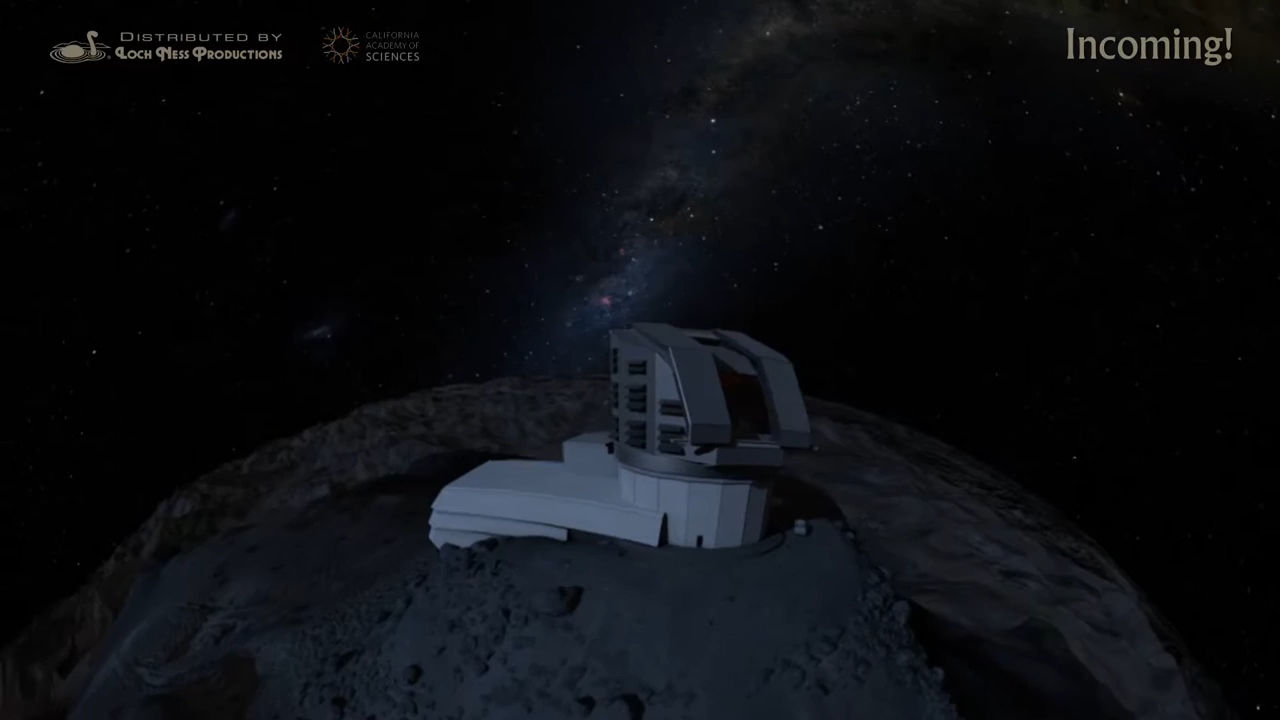 DISTRIBUTED BY
LOCH NESS PRODUCTIONS
CALIFORNIA
ACADEMY OF
SCIENCES
Incoming!